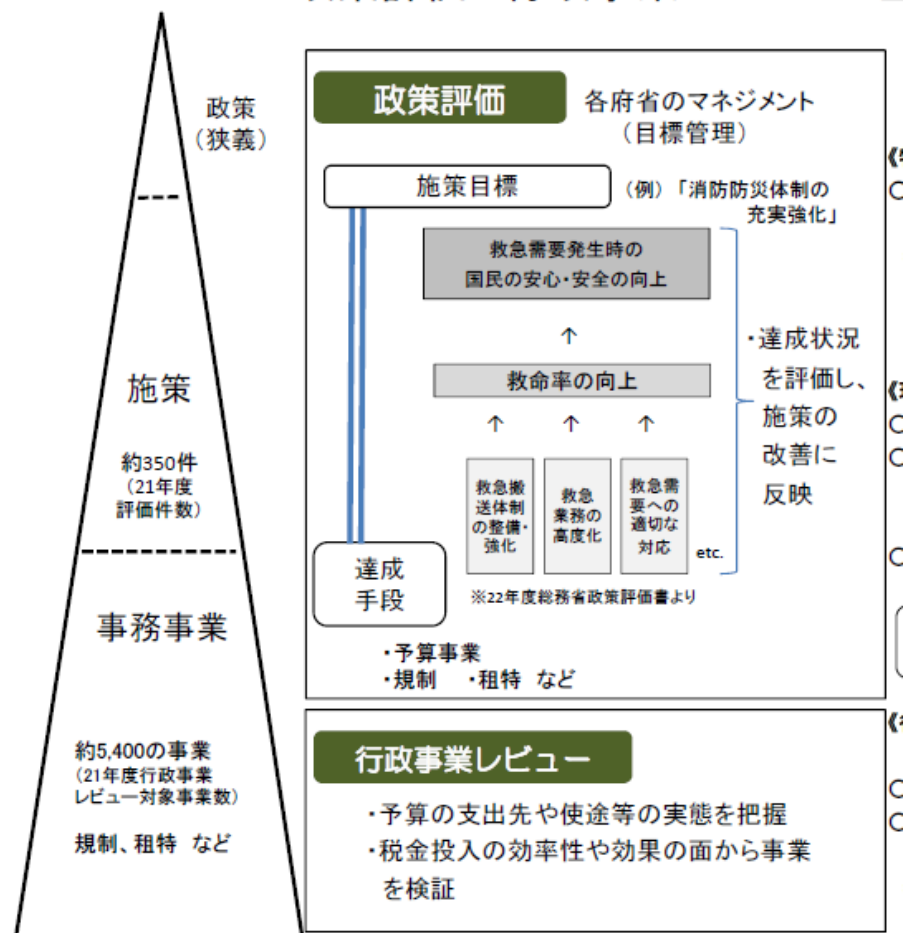 政策
（狭義）
施策
約350件
（21年度
評価件数）
事務事業
約5,400の事業
（21年度行政事業
レビュー対象事業数）
規制、租特 など
政策評価
各府省のマネジメント
（目標管理）
施策目標
（例）「消防防災体制の
充実強化」
救急需要発生時の
国民の安心・安全の向上
↑
救命率の向上
↑ ↑ ↑
救急搬
送体制
の整備・
強化
救急
業務の
高度化
救急需
要への
適切な
対応
etc.
・達成状況
を評価し、
施策の
改善に
反映
達成
手段
※22年度総務省政策評価書より
・予算事業
・規制 ・租特 など
行政事業レビュー
・予算の支出先や使途等の実態を把握
・税金投入の効率性や効果の面から事業
を検証